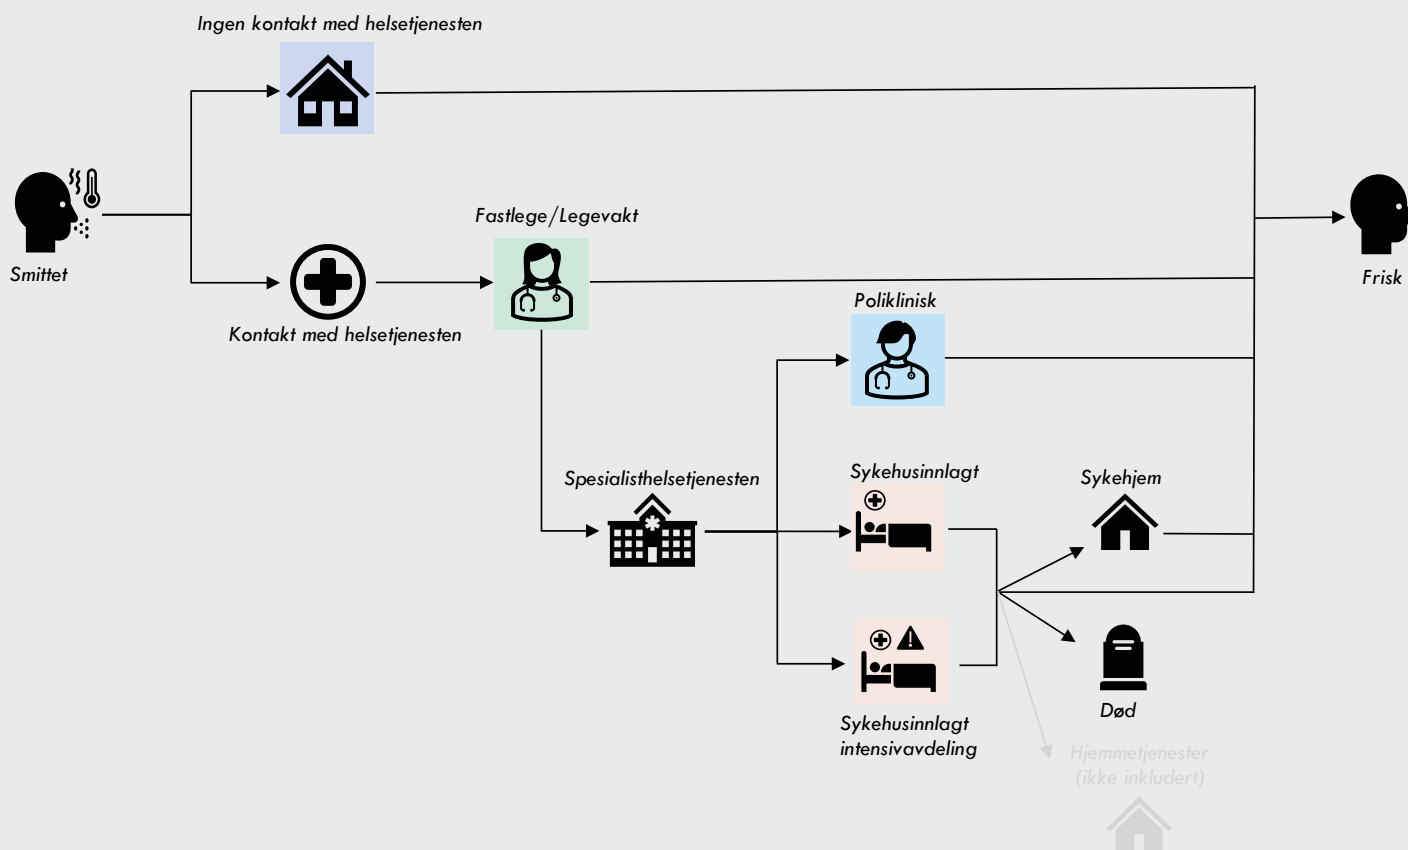 Ingen kontakt med helsetjenesten
Smittet
Kontakt med helsetjenesten
Fastlege/Legevakt
Poliklinisk
Frisk
Spesialisthelsetjenesten
Sykehusinnlagt
Sykehjem
Sykehusinnlagt
intensivavdeling
Død
Hjemmetjenester
(ikke inkludert)